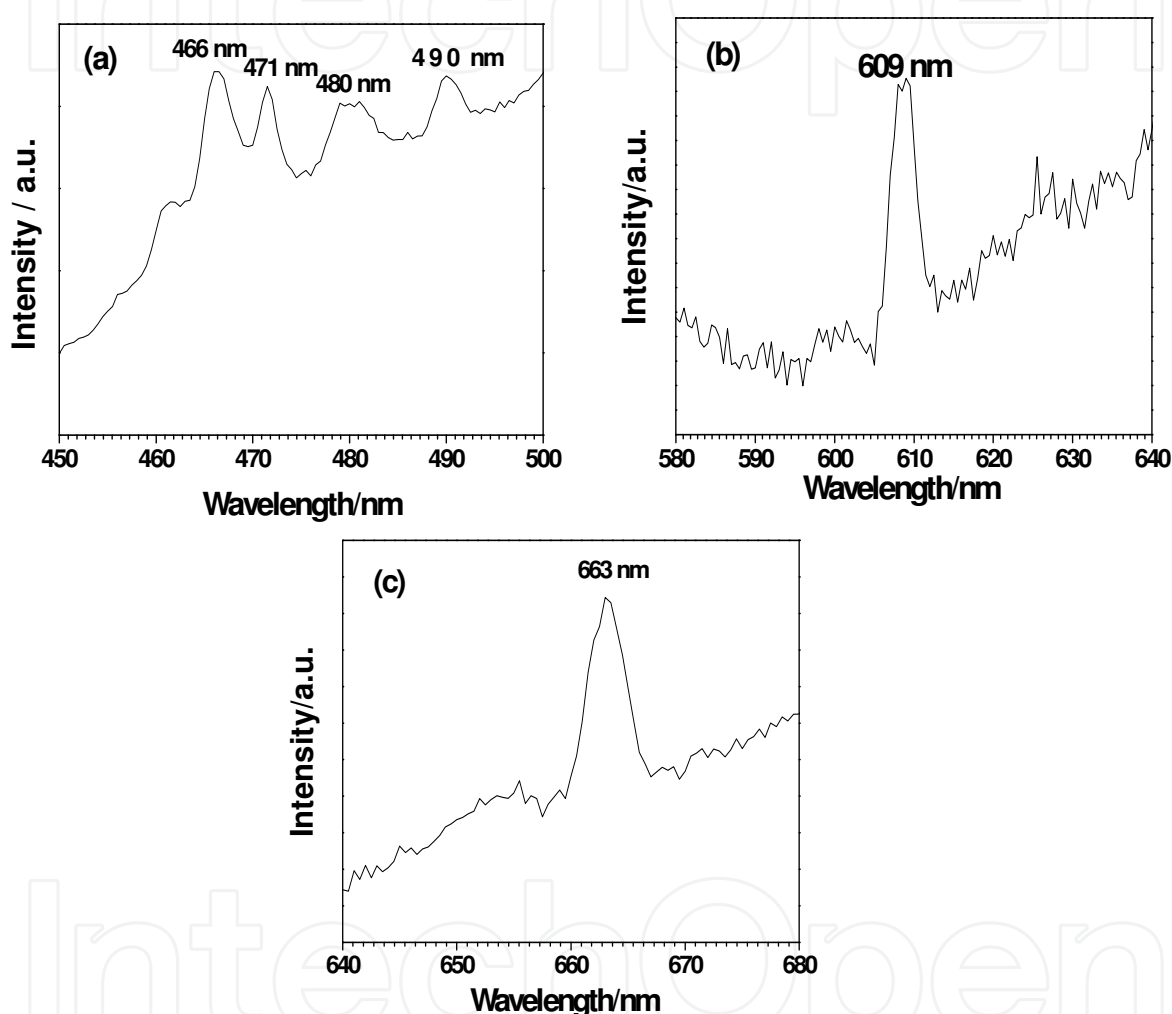 IntechOpen
(a)
466 nm
471 nm
480 nm
490 nm
Intensity / a.u.
450 460 470 480 490 500
Wavelength/nm
(b)
609 nm
Intensity/a.u.
580 590 600 610 620 630 640
Wavelength/nm
(c)
663 nm
Intensity/a.u.
640 650 660 670 680
Wavelength/nm
IntechOpen